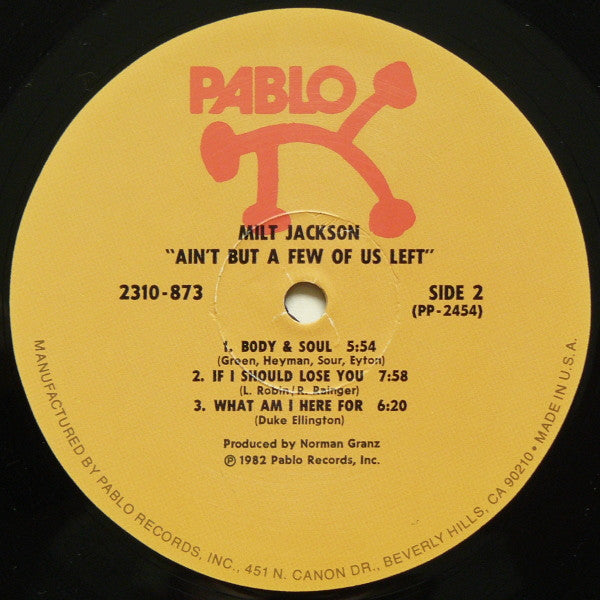 PABLO
MILT JACKSON
"AIN'T BUT A FEW OF US LEFT"
2310-873
SIDE 2
(PP-2454)
1. BODY & SOUL 5:54
(Green, Heyman, Sour, Eyton)
2. IF I SHOULD LOSE YOU 7:58
(L. Robin/R. Rainger)
3. WHAT AM I HERE FOR 6:20
(Duke Ellington)
Produced by Norman Granz
℗ 1982 Pablo Records, Inc.
MANUFACTURED BY PABLO RECORDS, INC., 451 N. CANON DR., BEVERLY HILLS, CA 90210 • MADE IN U.S.A.